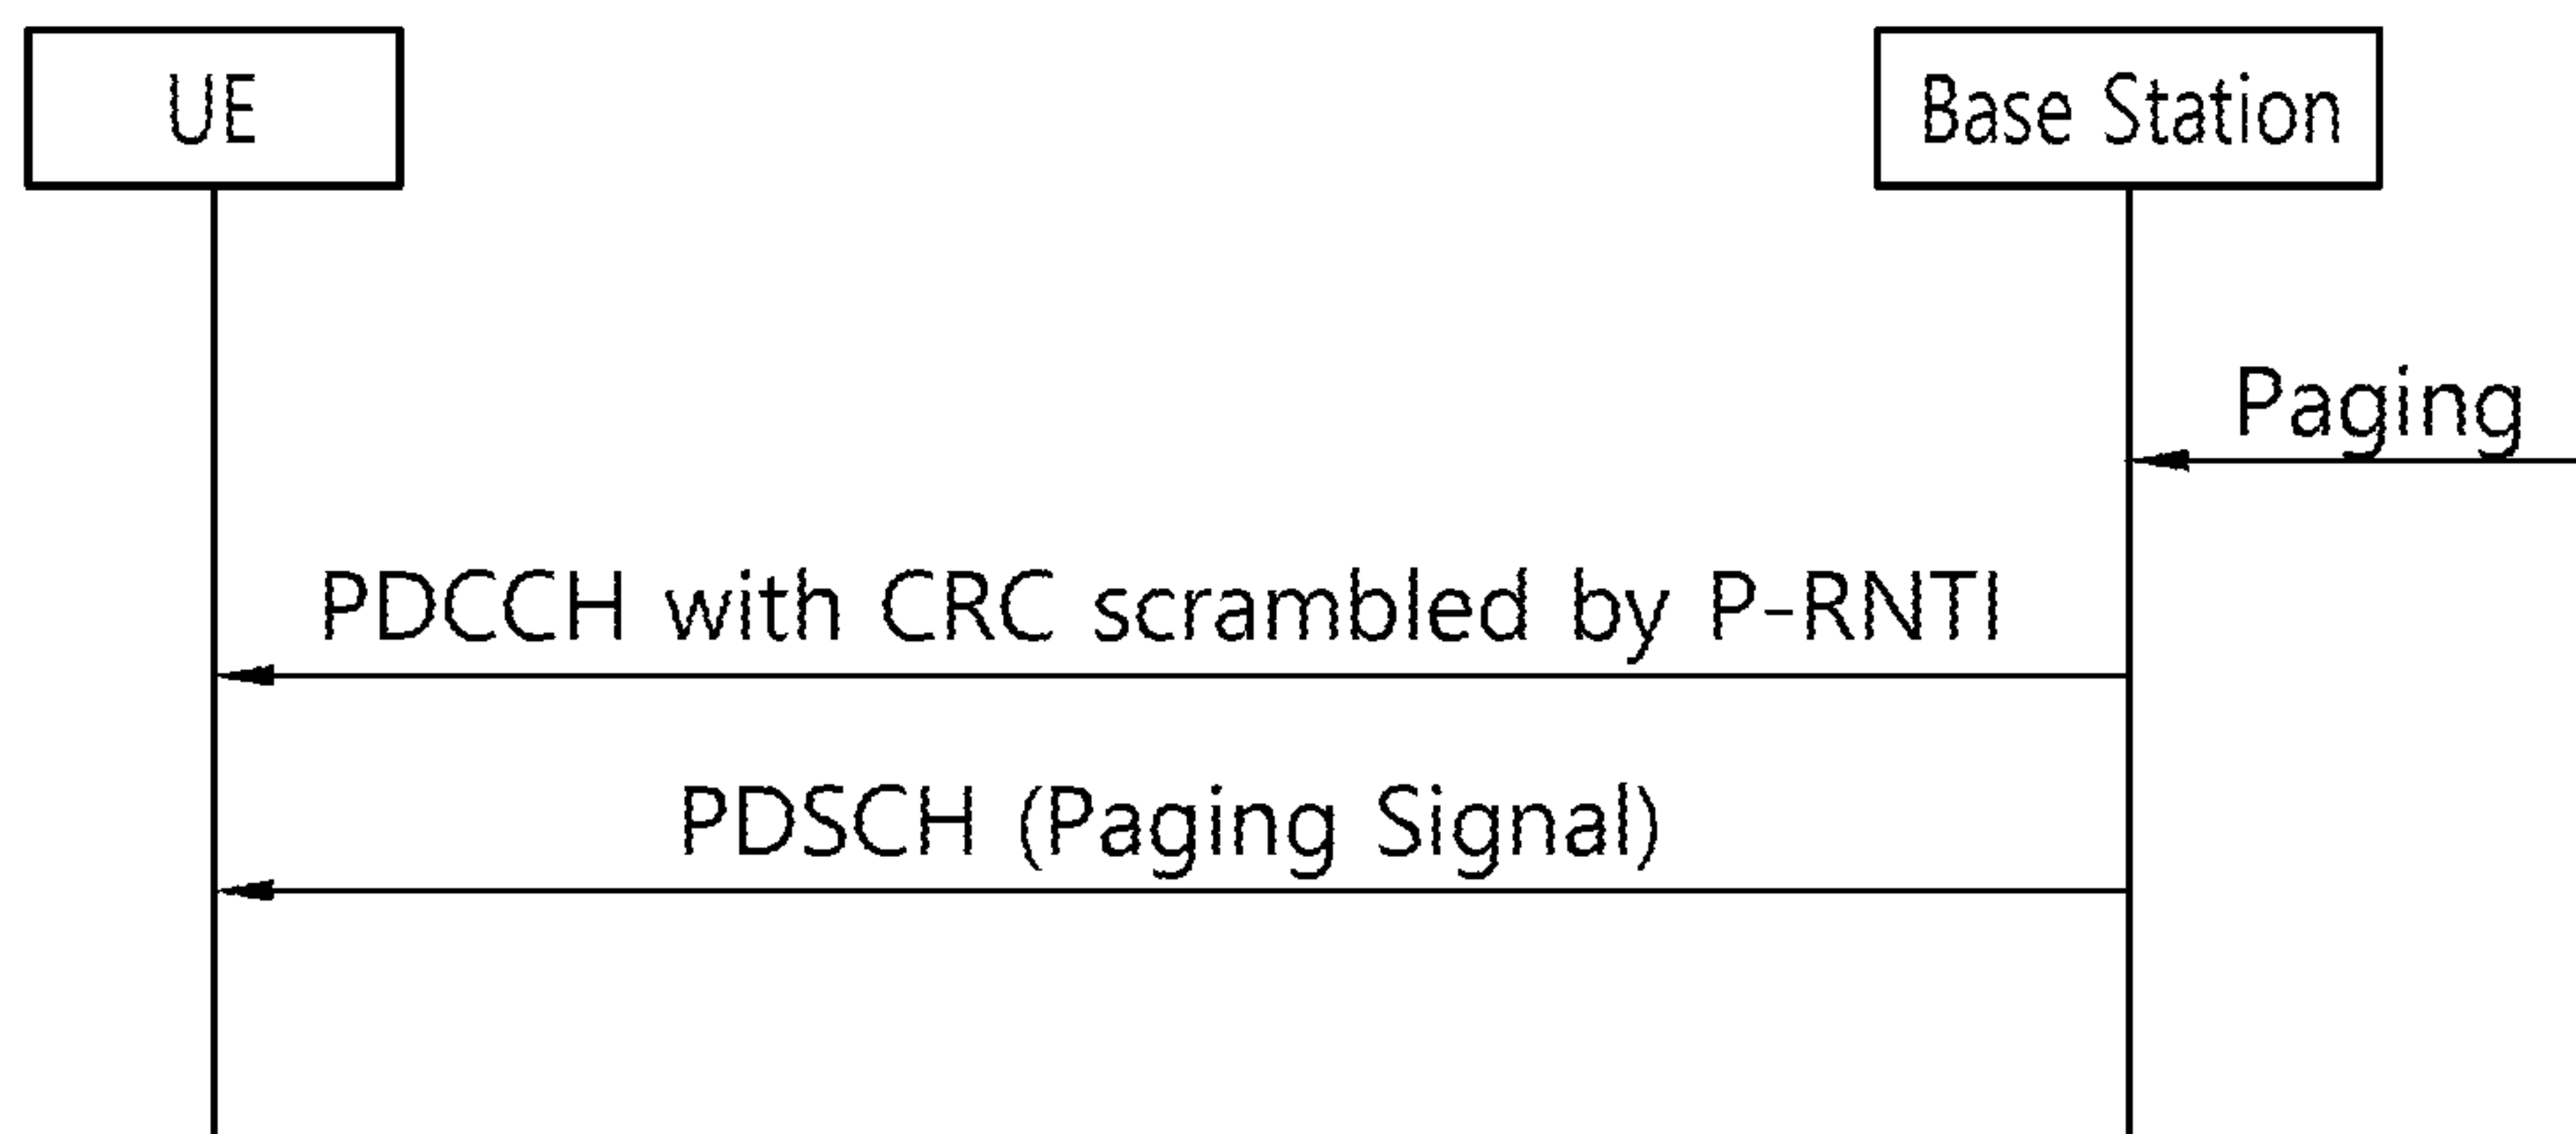 UE
Base Station
Paging
PDCCH with CRC scrambled by P-RNTI
PDSCH (Paging Signal)